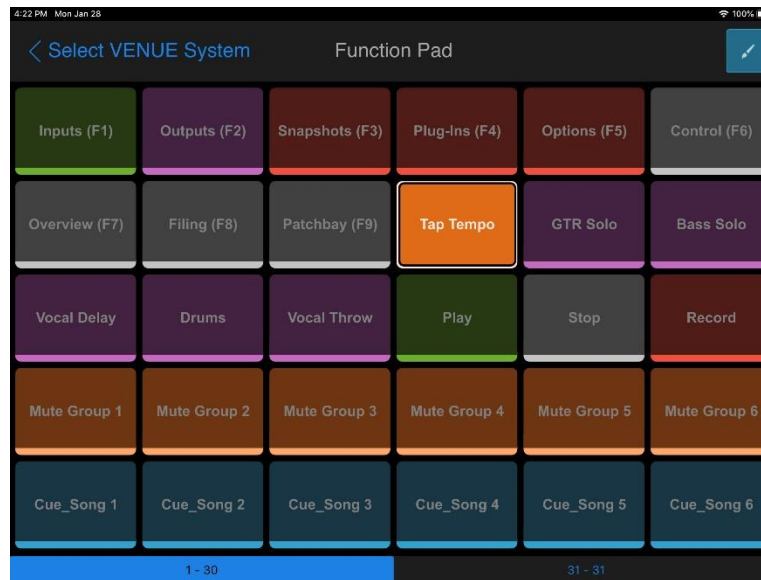 4:22 PM Mon Jan 28
100%
Select VENUE System
Function Pad
Inputs (F1)
Outputs (F2)
Snapshots (F3)
Plug-Ins (F4)
Options (F5)
Control (F6)
Overview (F7)
Filing (F8)
Patchbay (F9)
Tap Tempo
GTR Solo
Bass Solo
Vocal Delay
Drums
Vocal Throw
Play
Stop
Record
Mute Group 1
Mute Group 2
Mute Group 3
Mute Group 4
Mute Group 5
Mute Group 6
Cue_Song 1
Cue_Song 2
Cue_Song 3
Cue_Song 4
Cue_Song 5
Cue_Song 6
1 - 30
31 - 31